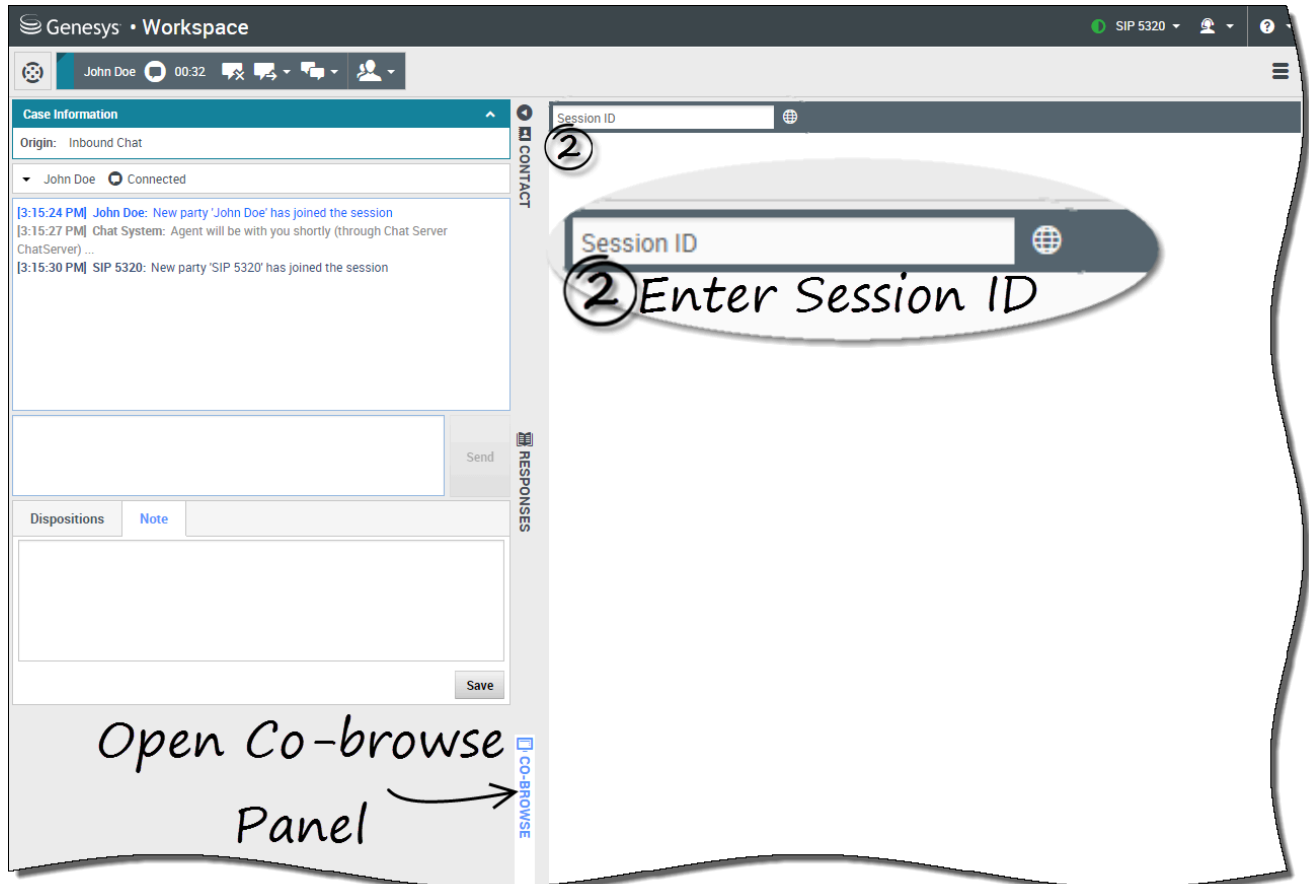 Genesys • Workspace
SIP 5320
?
John Doe 00:32
Case Information
Origin: Inbound Chat
John Doe Connected
[3:15:24 PM] John Doe: New party 'John Doe' has joined the session
[3:15:27 PM] Chat System: Agent will be with you shortly (through Chat Server
ChatServer) ...
[3:15:30 PM] SIP 5320: New party 'SIP 5320' has joined the session
Send
Dispositions Note
Save
Open Co-browse
Panel
CONTACT
RESPONSES
CO-BROWSE
Session ID
2
Session ID
2 Enter Session ID